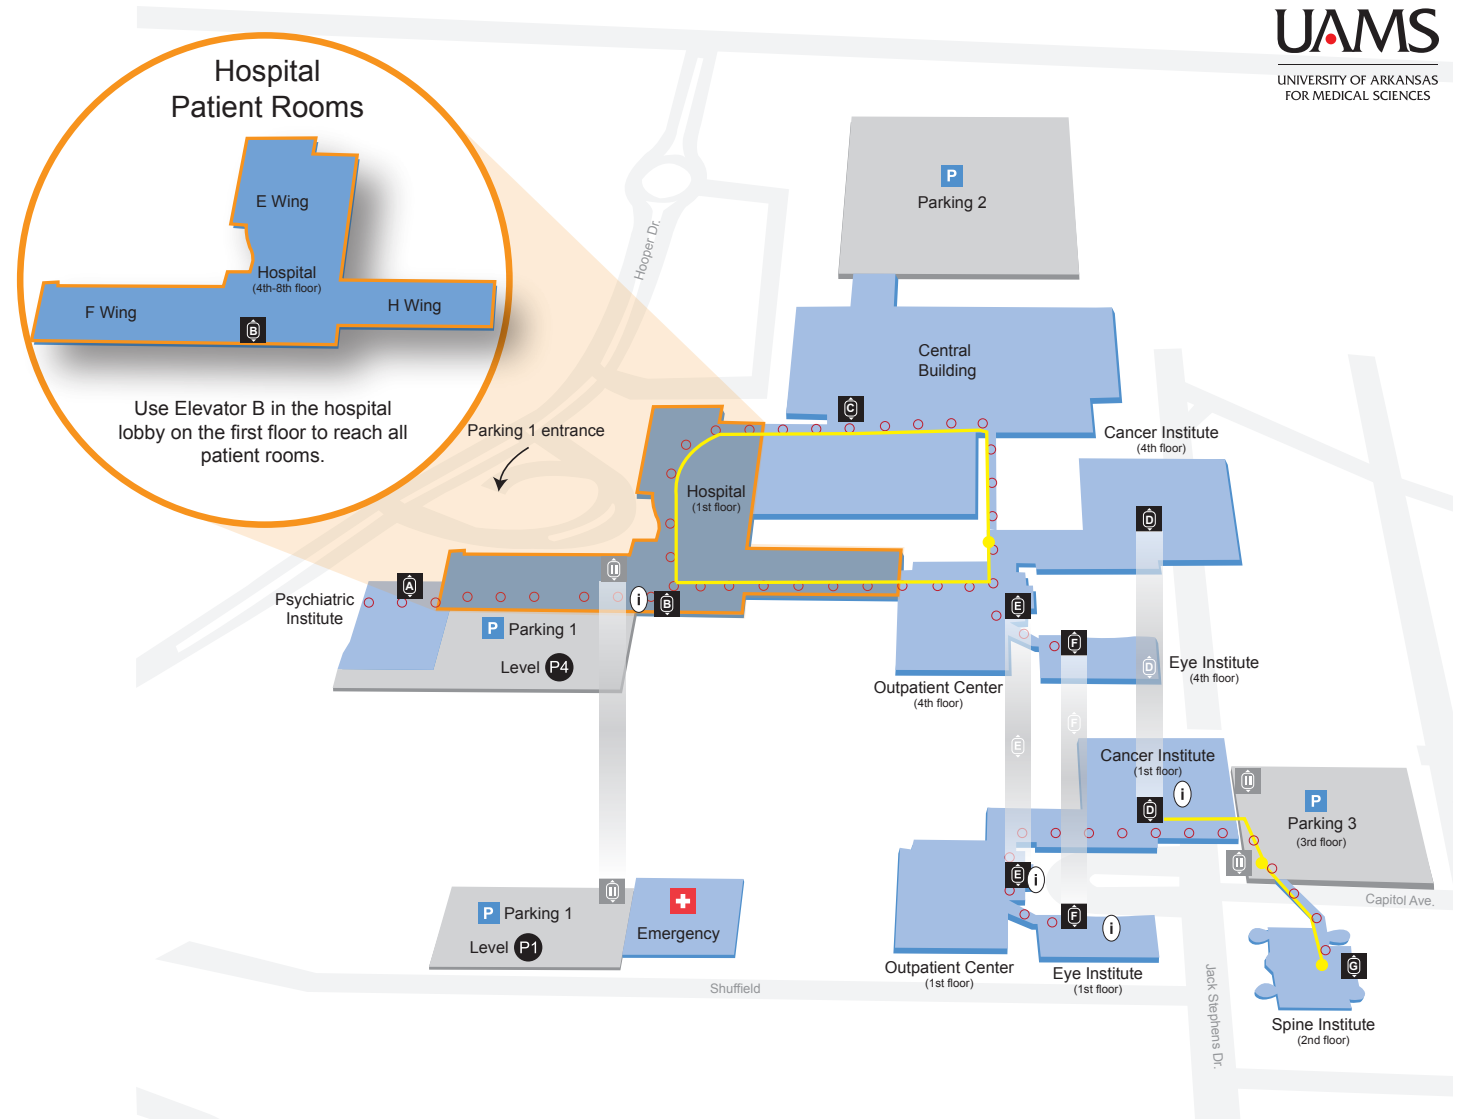 UAMS
UNIVERSITY OF ARKANSAS
FOR MEDICAL SCIENCES
Hospital
Patient Rooms
E Wing
Hospital
(4th-8th floor)
F Wing
H Wing
B
Use Elevator B in the hospital
lobby on the first floor to reach all
patient rooms.
Hooper Dr.
P
Parking 2
Central
Building
C
Parking 1 entrance
Cancer Institute
(4th floor)
D
Hospital
(1st floor)
A
Psychiatric
Institute
i
B
P Parking 1
Level P4
E
F
Eye Institute
(4th floor)
D
Outpatient Center
(4th floor)
F
E
Cancer Institute
(1st floor)
i
D
P
Parking 3
(3rd floor)
E
i
Capitol Ave.
P Parking 1
Level P1
Emergency
F
i
Outpatient Center
(1st floor)
Eye Institute
(1st floor)
G
Shuffield
Jack Stephens Dr.
Spine Institute
(2nd floor)